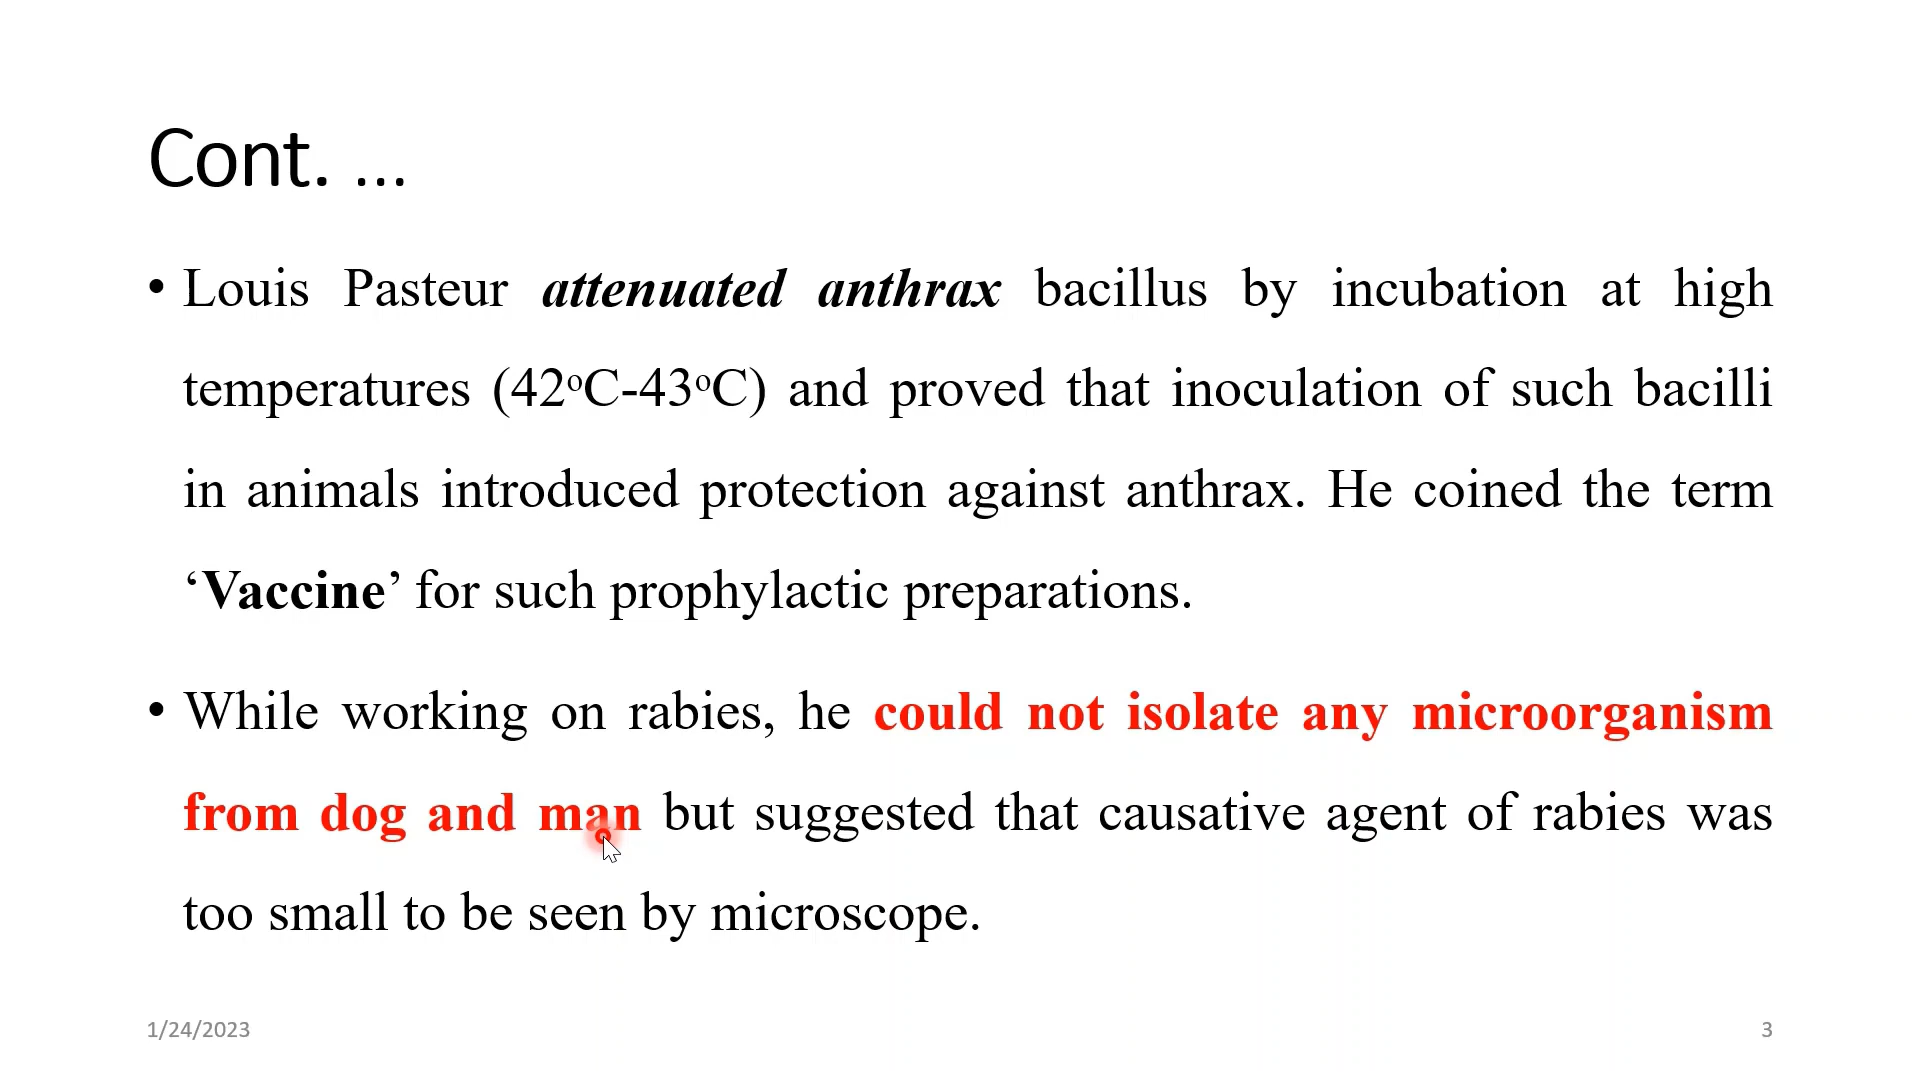 Cont. ...
• Louis Pasteur attenuated anthrax bacillus by incubation at high
temperatures (42ºC-43ºC) and proved that inoculation of such bacilli
in animals introduced protection against anthrax. He coined the term
‘Vaccine’ for such prophylactic preparations.
• While working on rabies, he could not isolate any microorganism
from dog and man but suggested that causative agent of rabies was
too small to be seen by microscope.
1/24/2023
3